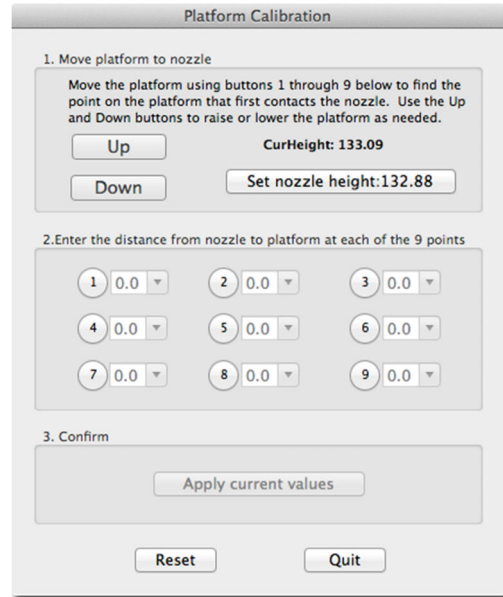 Platform Calibration
1. Move platform to nozzle
Move the platform using buttons 1 through 9 below to find the
point on the platform that first contacts the nozzle. Use the Up
and Down buttons to raise or lower the platform as needed.
Up
CurHeight: 133.09
Down
Set nozzle height:132.88
2.Enter the distance from nozzle to platform at each of the 9 points
1 0.0 2 0.0 3 0.0
4 0.0 5 0.0 6 0.0
7 0.0 8 0.0 9 0.0
3. Confirm
Apply current values
Reset Quit